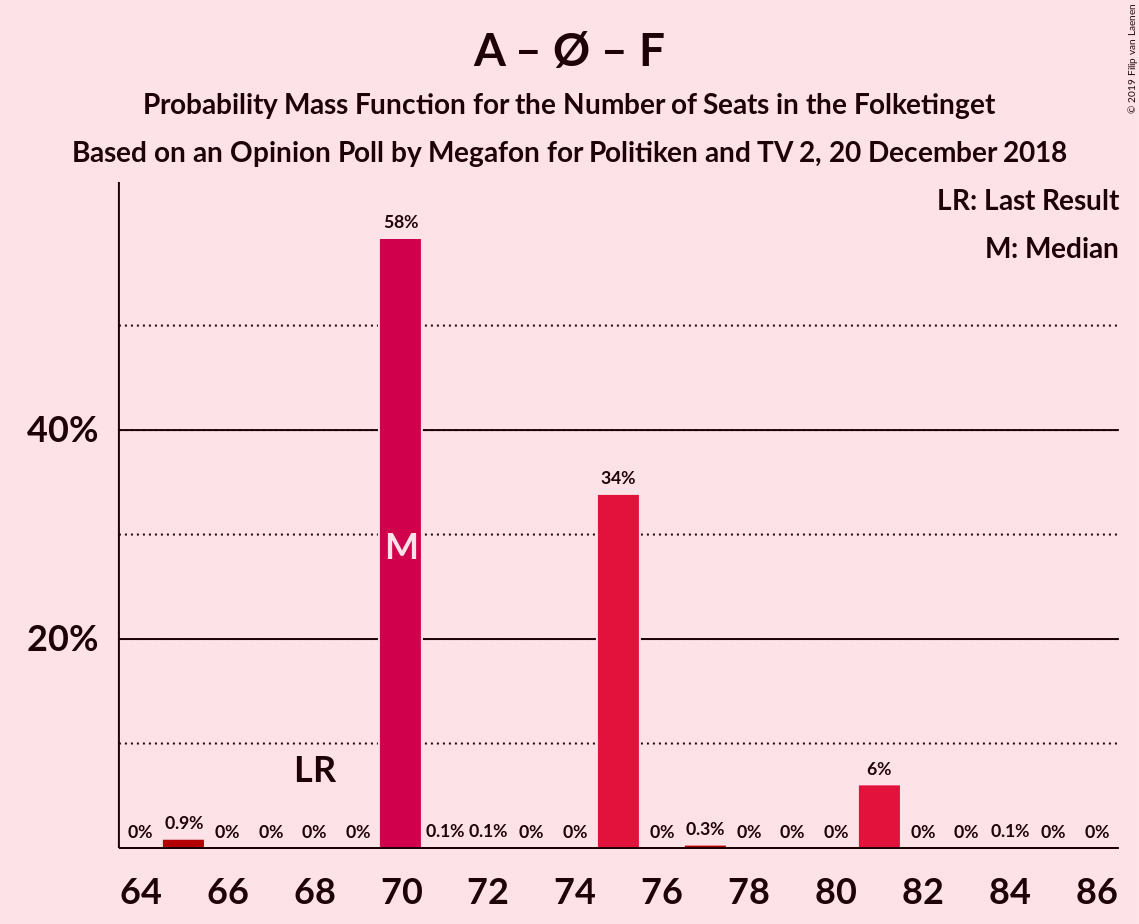 A – Ø – F
Probability Mass Function for the Number of Seats in the Folketinget
Based on an Opinion Poll by Megafon for Politiken and TV 2, 20 December 2018
© 2019 Filip van Laenen
LR: Last Result
M: Median
58%
40%
34%
M
20%
LR
6%
0% 0.9% 0% 0% 0% 0% 0.1% 0.1% 0% 0% 0% 0.3% 0% 0% 0% 0% 0% 0.1% 0% 0%
64 66 68 70 72 74 76 78 80 82 84 86